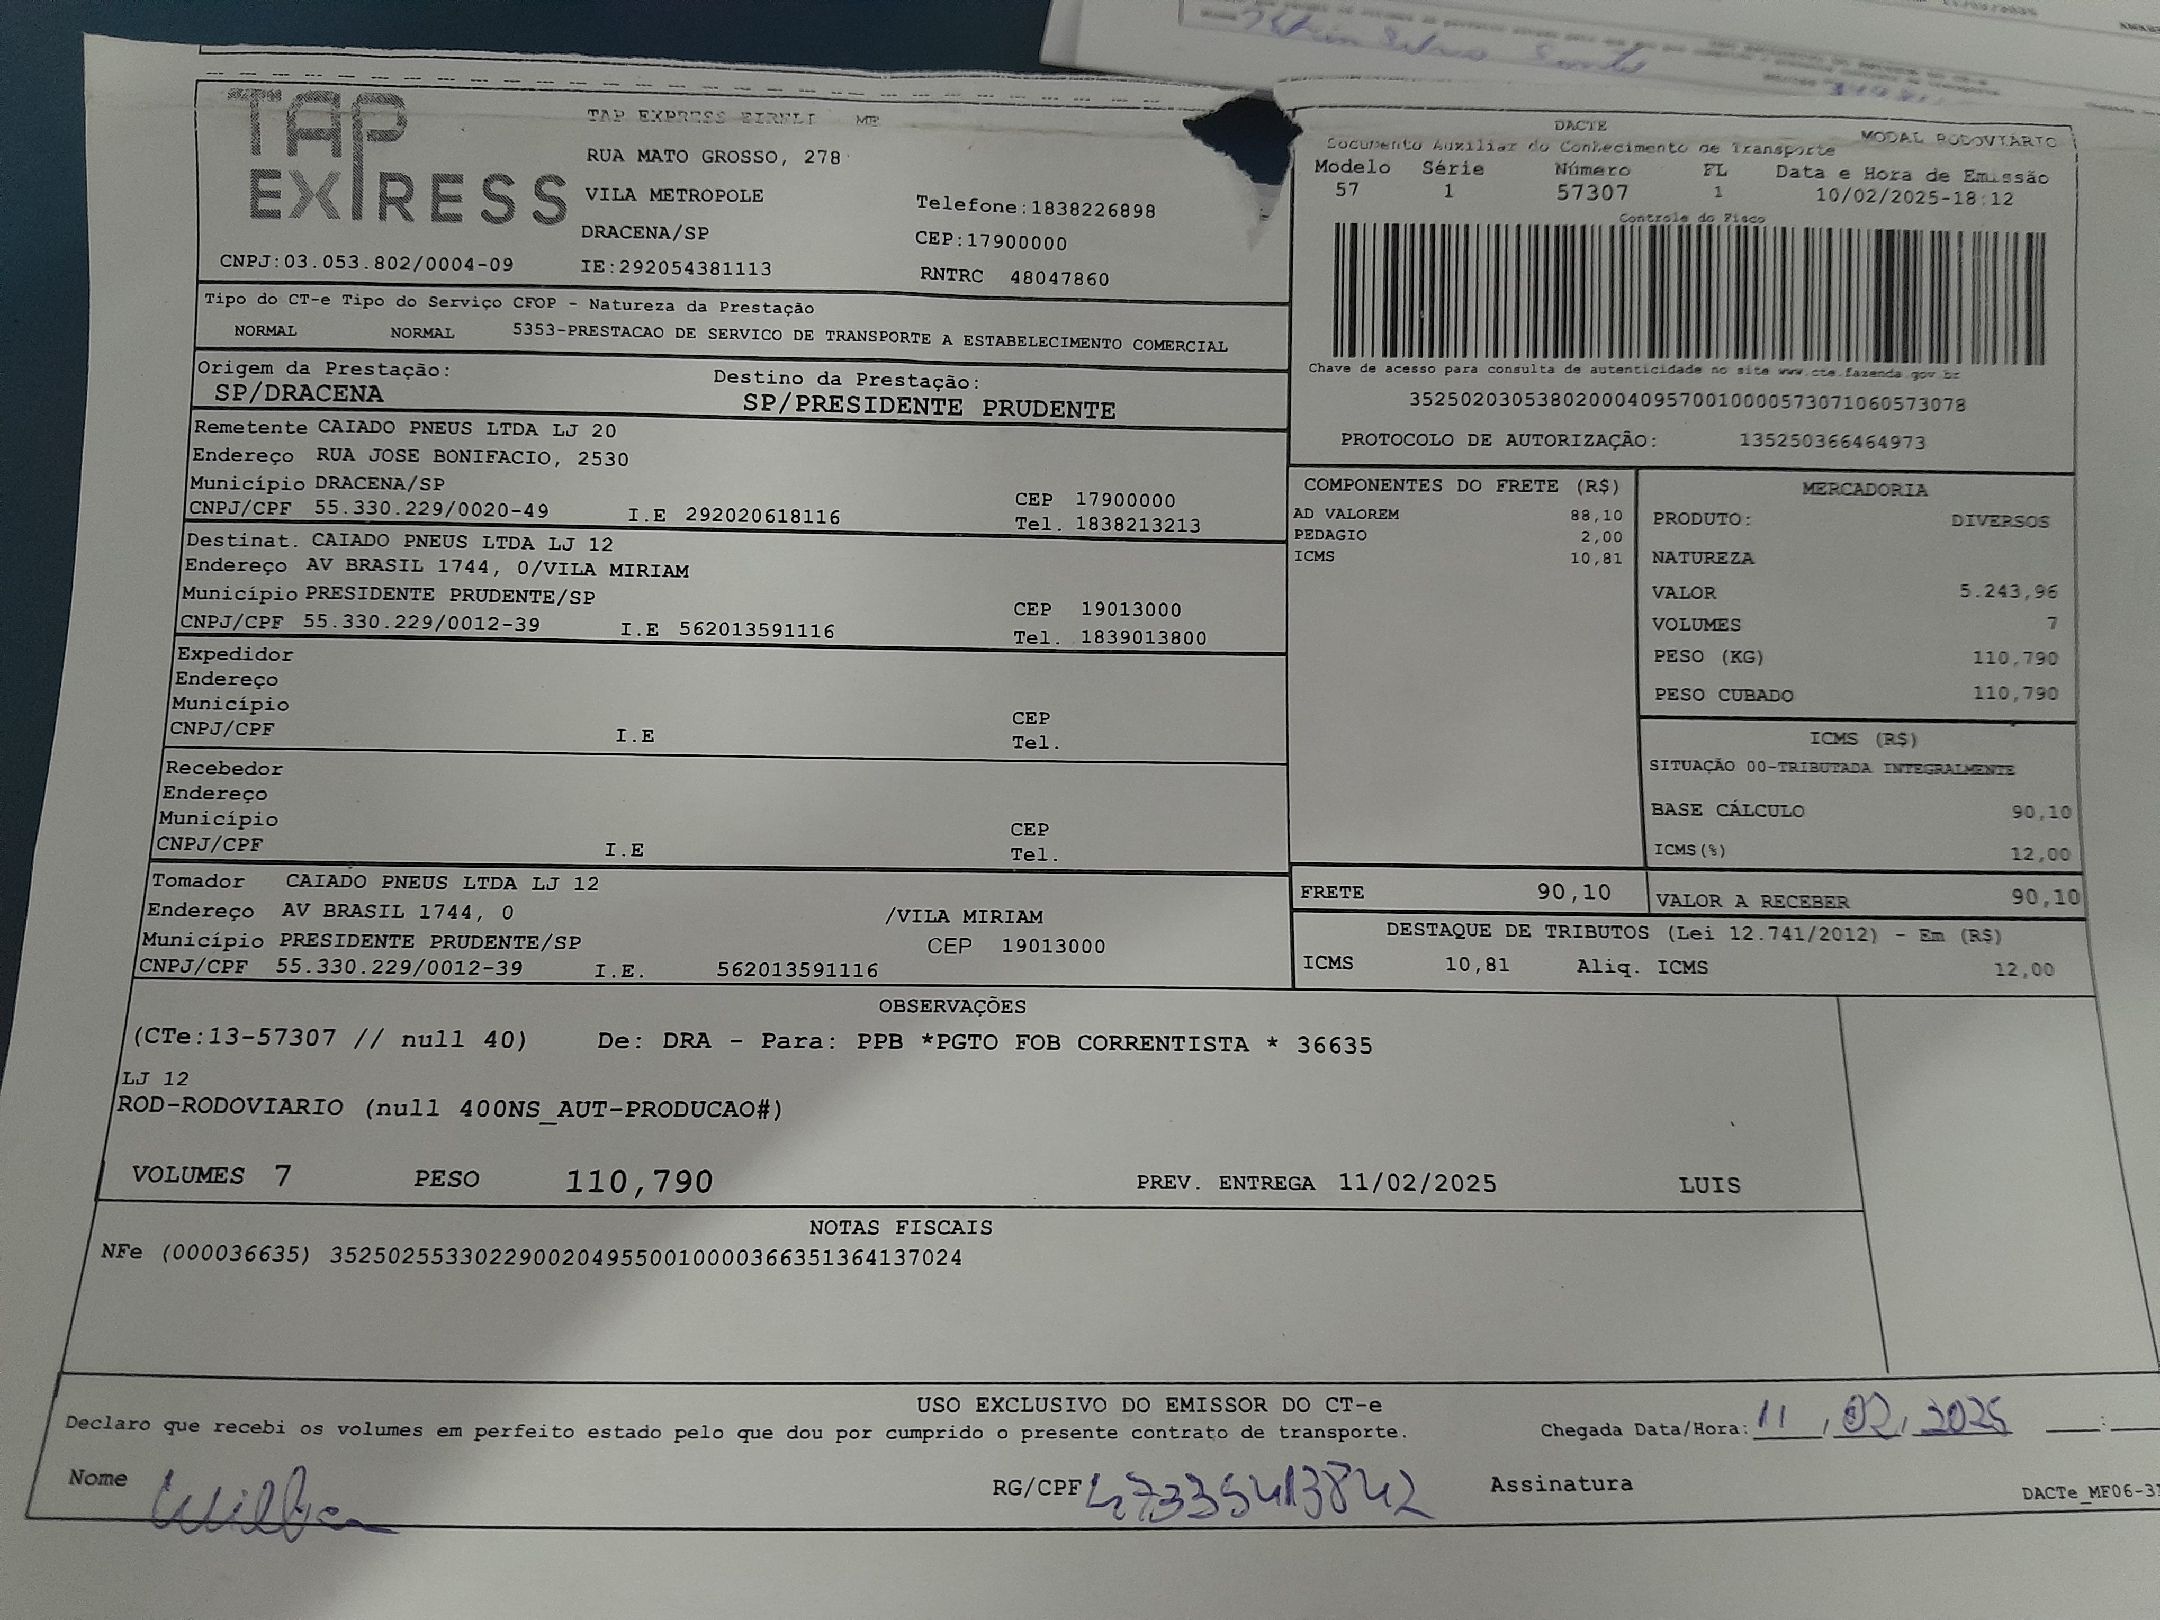 TAP
EXPRESS
TAP EXPRESS EIRELI ME
RUA MATO GROSSO, 278
VILA METROPOLE
Telefone:1838226898
DRACENA/SP
CEP:17900000
CNPJ:03.053.802/0004-09
IE:292054381113
RNTRC 48047860
DACTE
MODAL RODOVIÁRIO
Documento Auxiliar do Conhecimento de Transporte
Modelo Série Número FL Data e Hora de Emissão
57 1 57307 1 10/02/2025-18:12
Controle do Fisco
Chave de acesso para consulta de autenticidade no site www.cte.fazenda.gov.br
35250203053802000409570010000573071060573078
PROTOCOLO DE AUTORIZAÇÃO: 135250366464973
Tipo do CT-e Tipo do Serviço CFOP - Natureza da Prestação
NORMAL NORMAL 5353-PRESTACAO DE SERVICO DE TRANSPORTE A ESTABELECIMENTO COMERCIAL
Origem da Prestação: Destino da Prestação:
SP/DRACENA SP/PRESIDENTE PRUDENTE
Remetente CAIADO PNEUS LTDA LJ 20
Endereço RUA JOSE BONIFACIO, 2530
Município DRACENA/SP CEP 17900000
CNPJ/CPF 55.330.229/0020-49 I.E 292020618116 Tel. 1838213213
Destinat. CAIADO PNEUS LTDA LJ 12
Endereço AV BRASIL 1744, 0/VILA MIRIAM
Município PRESIDENTE PRUDENTE/SP CEP 19013000
CNPJ/CPF 55.330.229/0012-39 I.E 562013591116 Tel. 1839013800
Expedidor
Endereço
Município CEP
CNPJ/CPF I.E Tel.
Recebedor
Endereço
Município CEP
CNPJ/CPF I.E Tel.
Tomador CAIADO PNEUS LTDA LJ 12
Endereço AV BRASIL 1744, 0 /VILA MIRIAM
Município PRESIDENTE PRUDENTE/SP CEP 19013000
CNPJ/CPF 55.330.229/0012-39 I.E. 562013591116
COMPONENTES DO FRETE (R$)
AD VALOREM 88,10
PEDAGIO 2,00
ICMS 10,81
MERCADORIA
PRODUTO: DIVERSOS
NATUREZA
VALOR 5.243,96
VOLUMES 7
PESO (KG) 110,790
PESO CUBADO 110,790
ICMS (R$)
SITUAÇÃO 00-TRIBUTADA INTEGRALMENTE
BASE CÁLCULO 90,10
ICMS(%) 12,00
FRETE 90,10 VALOR A RECEBER 90,10
DESTAQUE DE TRIBUTOS (Lei 12.741/2012) - Em (R$)
ICMS 10,81 Aliq. ICMS 12,00
OBSERVAÇÕES
(CTe:13-57307 // null 40) De: DRA - Para: PPB *PGTO FOB CORRENTISTA * 36635
LJ 12
ROD-RODOVIARIO (null 400NS_AUT-PRODUCAO#)
VOLUMES 7 PESO 110,790 PREV. ENTREGA 11/02/2025 LUIS
NOTAS FISCAIS
NFe (000036635) 35250255330229002049550010000366351364137024
USO EXCLUSIVO DO EMISSOR DO CT-e
Declaro que recebi os volumes em perfeito estado pelo que dou por cumprido o presente contrato de transporte.
Chegada Data/Hora: 11/02/2025 __:__
Nome RG/CPF 47335413842 Assinatura
DACTe_MF06-31